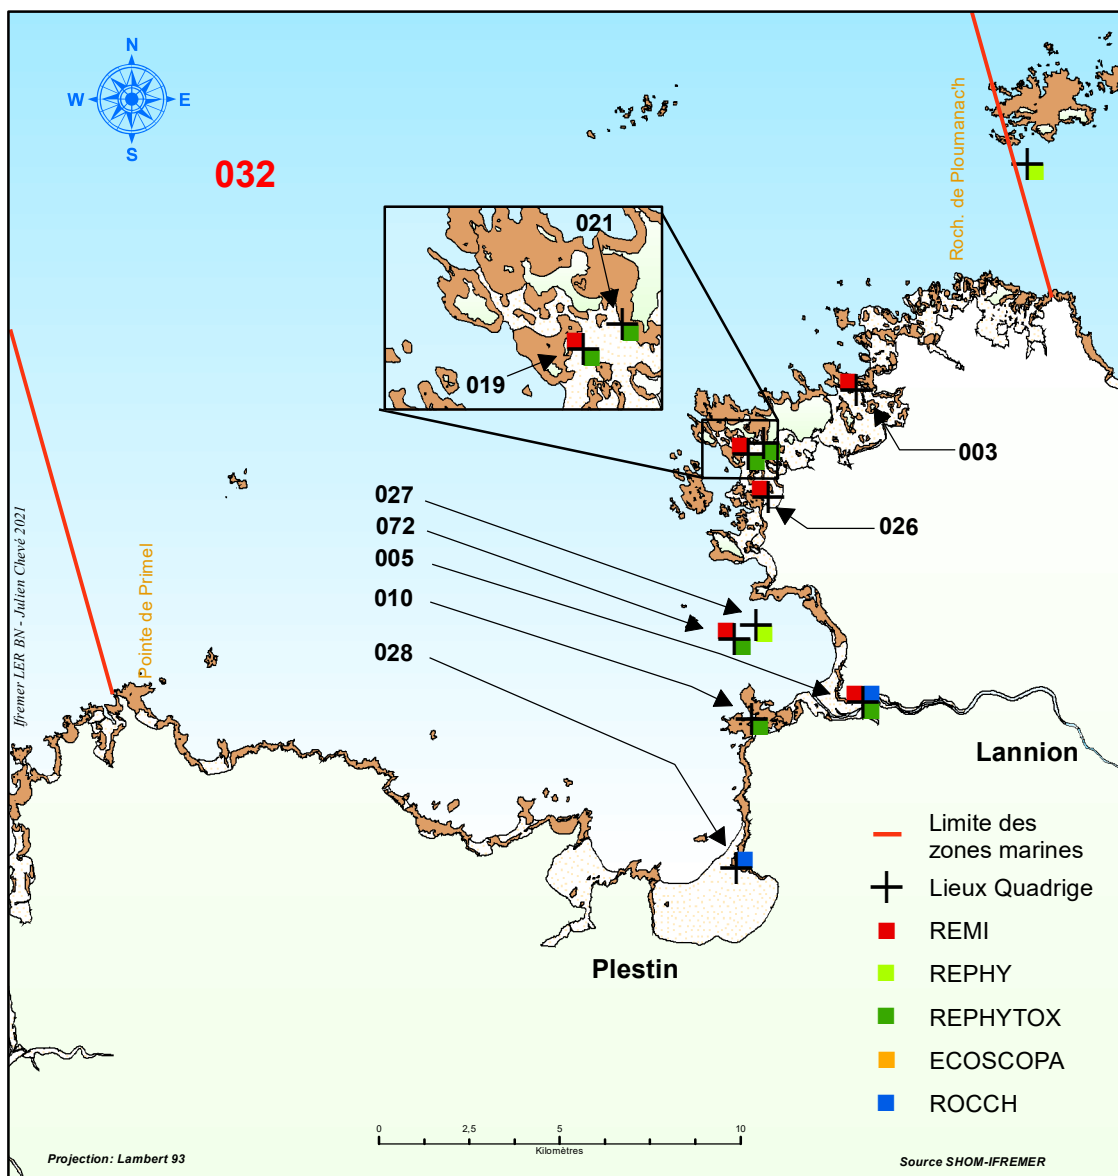 N
W
E
S
032
Roch. de Ploumanac'h
021
019
003
027
026
072
005
010
028
Pointe de Primel
Ifremer LER BN - Julien Chevé 2021
Lannion
Plestin
Limite des
zones marines
Lieux Quadrige
REMI
REPHY
REPHYTOX
ECOSCOPA
ROCCH
0
2,5
5
10
Kilomètres
Projection: Lambert 93
Source SHOM-IFREMER